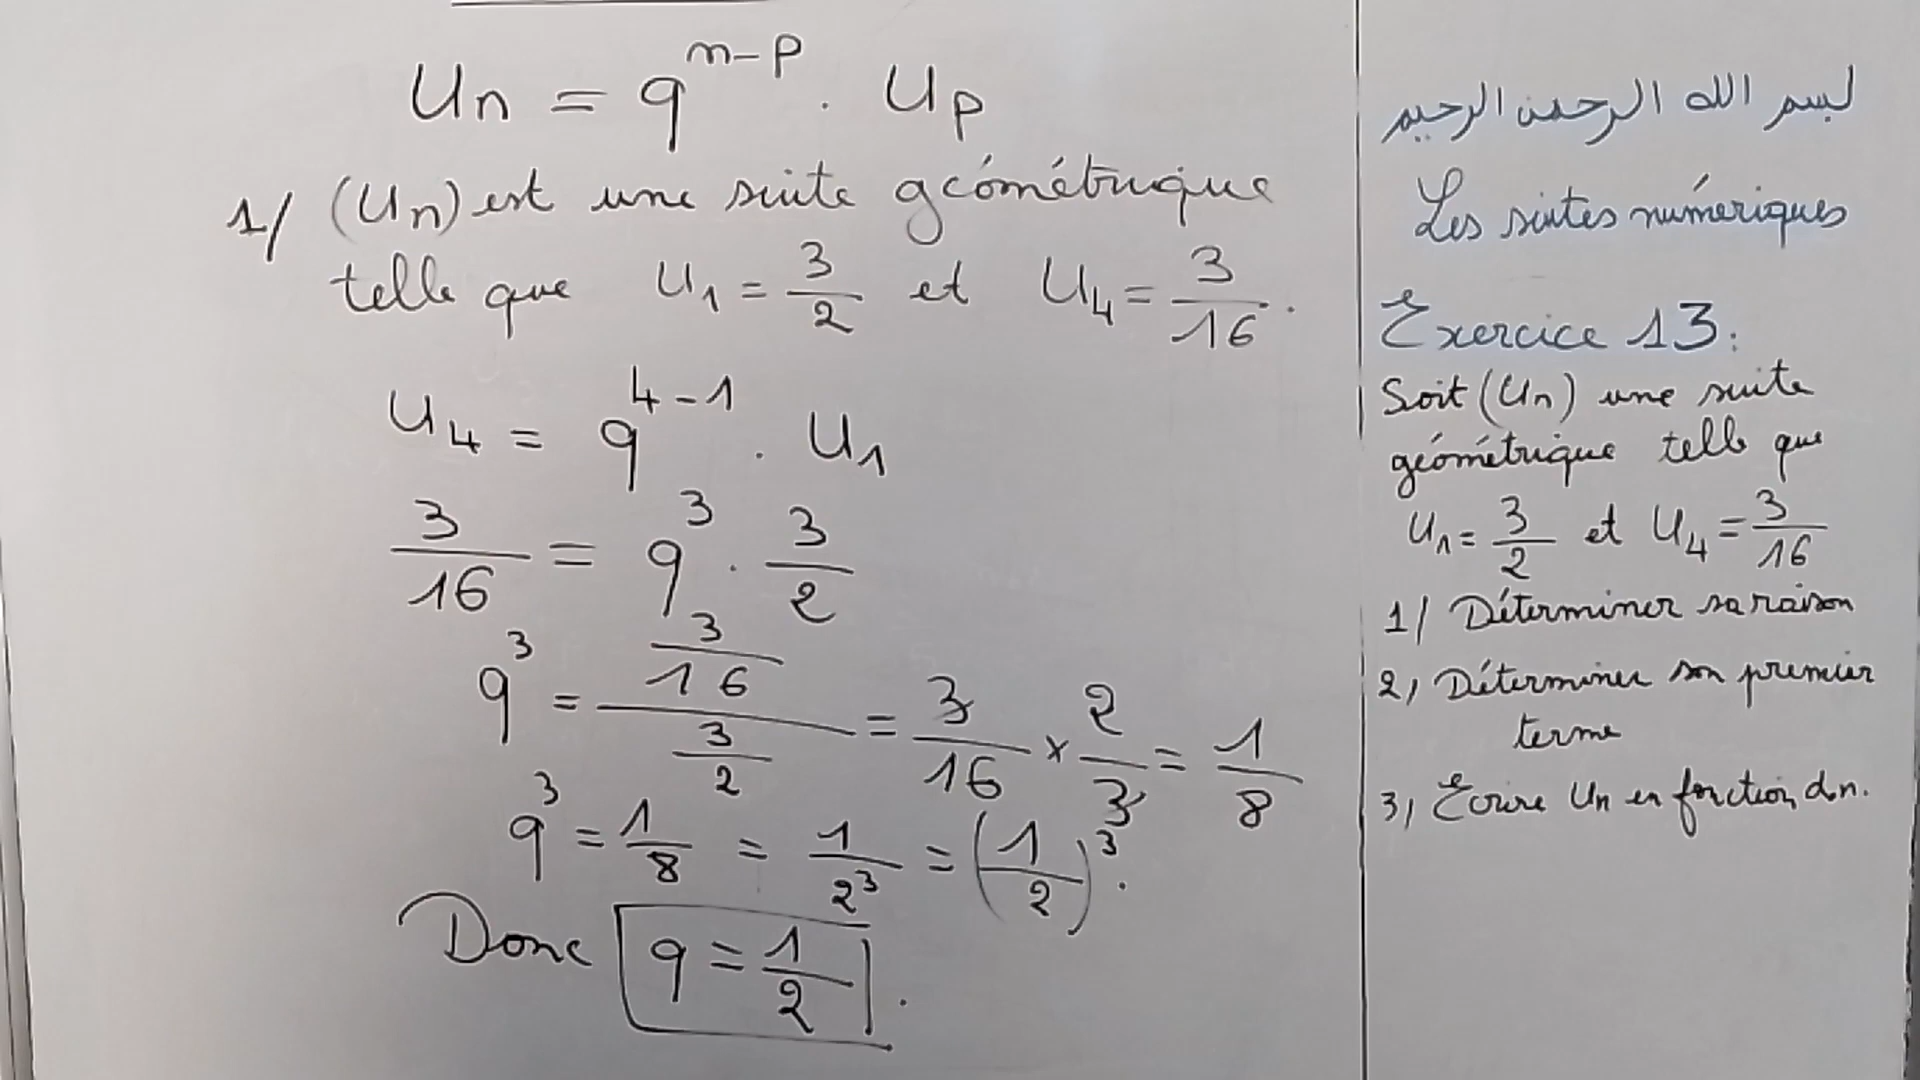 Un = q^(n-p) . Up
1/ (Un) est une suite géométrique
telle que U1 = 3/2 et U4 = 3/16.
U4 = q^(4-1) . U1
3/16 = q^3 . 3/2
q^3 = (3/16)/(3/2) = 3/16 × 2/3 = 1/8
q^3 = 1/8 = 1/2^3 = (1/2)^3.
Donc q = 1/2.
بسم الله الرحمن الرحيم
Les suites numériques
Exercice 13:
Soit (Un) une suite
géométrique telle que
U1 = 3/2 et U4 = 3/16
1/ Déterminer sa raison
2, Déterminer son premier
terme
3, Ecrire Un en fonction de n.